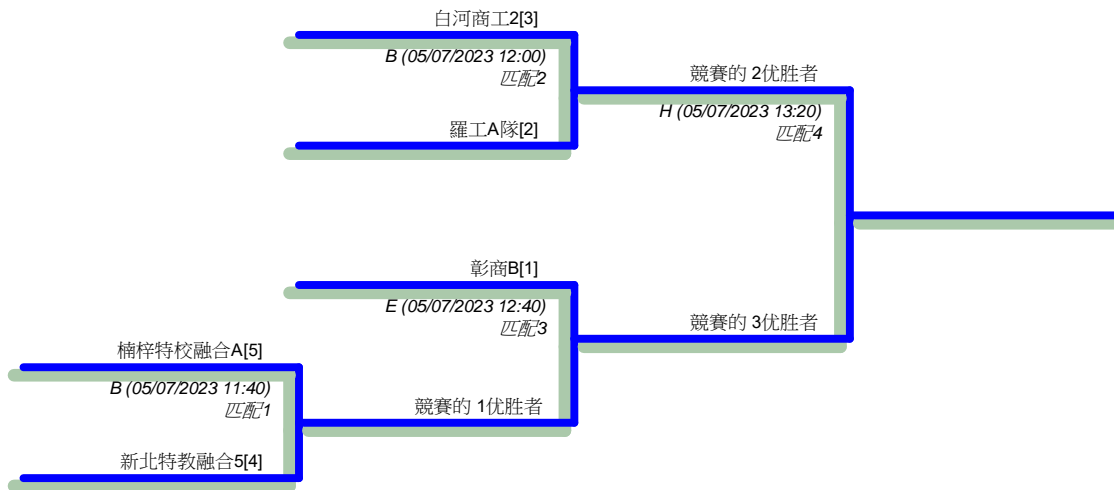 白河商工2[3]
B (05/07/2023 12:00)
匹配2
競賽的 2优胜者
H (05/07/2023 13:20)
匹配4
羅工A隊[2]
彰商B[1]
E (05/07/2023 12:40)
匹配3
競賽的 3优胜者
楠梓特校融合A[5]
B (05/07/2023 11:40)
匹配1
競賽的 1优胜者
新北特教融合5[4]